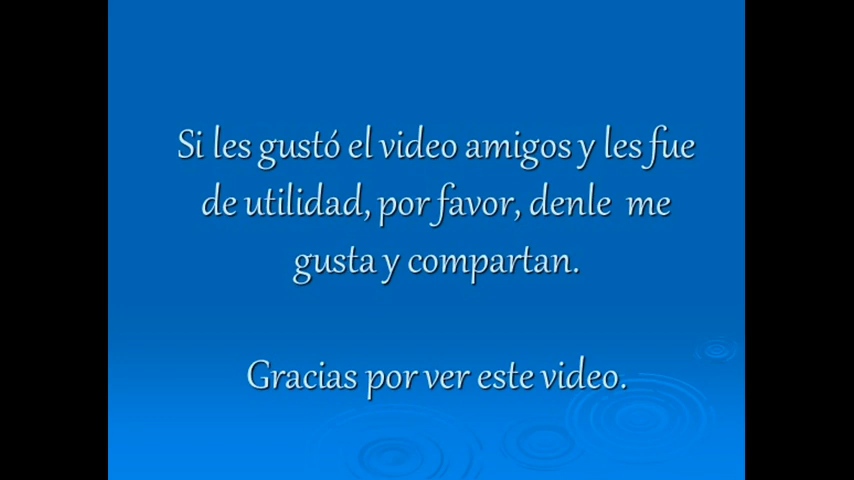 Si les gustó el video amigos y les fue
de utilidad, por favor, denle  me
gusta y compartan.
Gracias por ver este video.